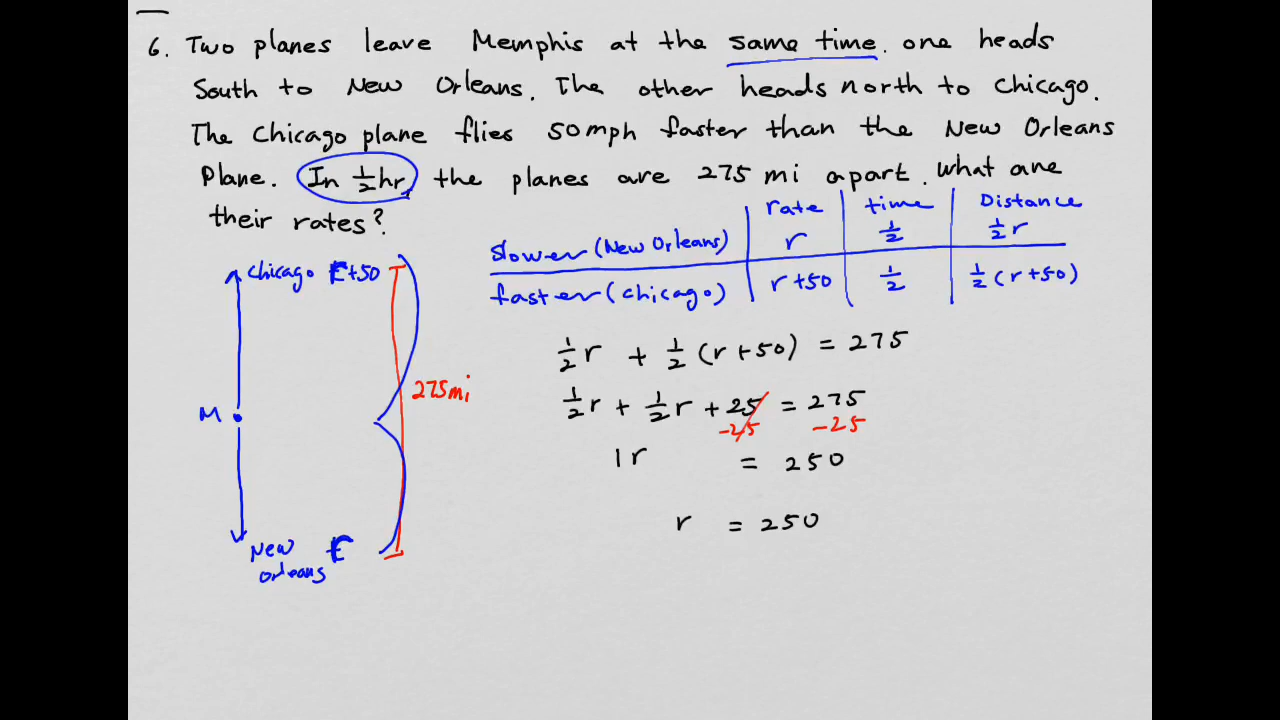 6. Two planes leave Memphis at the same time. one heads
South to New Orleans. The other heads north to Chicago.
The Chicago plane flies 50mph faster than the New Orleans
Plane. In 1/2 hr, the planes are 275 mi apart. what are
their rates?
rate time Distance
slower (New Orleans) r 1/2 1/2 r
faster (Chicago) r+50 1/2 1/2 (r+50)
Chicago r+50
275mi
M
New Orleans r
1/2 r + 1/2 (r+50) = 275
1/2 r + 1/2 r + 25 = 275
-25 -25
1r = 250
r = 250